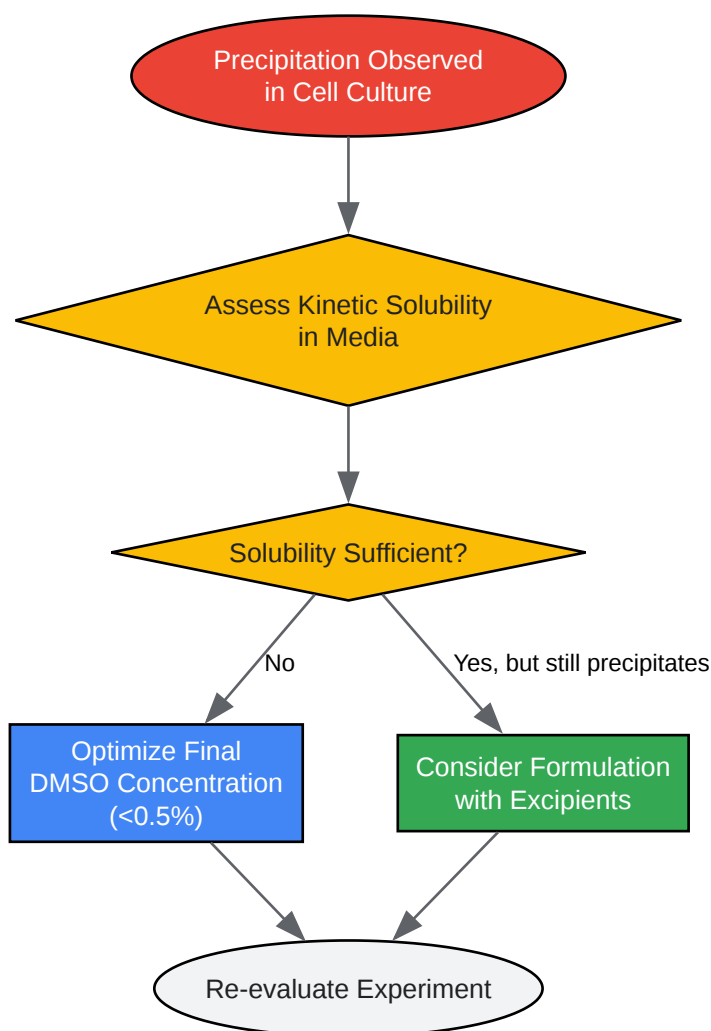 Precipitation Observed
in Cell Culture
Assess Kinetic Solubility
in Media
Solubility Sufficient?
No
Yes, but still precipitates
Optimize Final
DMSO Concentration
(<0.5%)
Consider Formulation
with Excipients
Re-evaluate Experiment